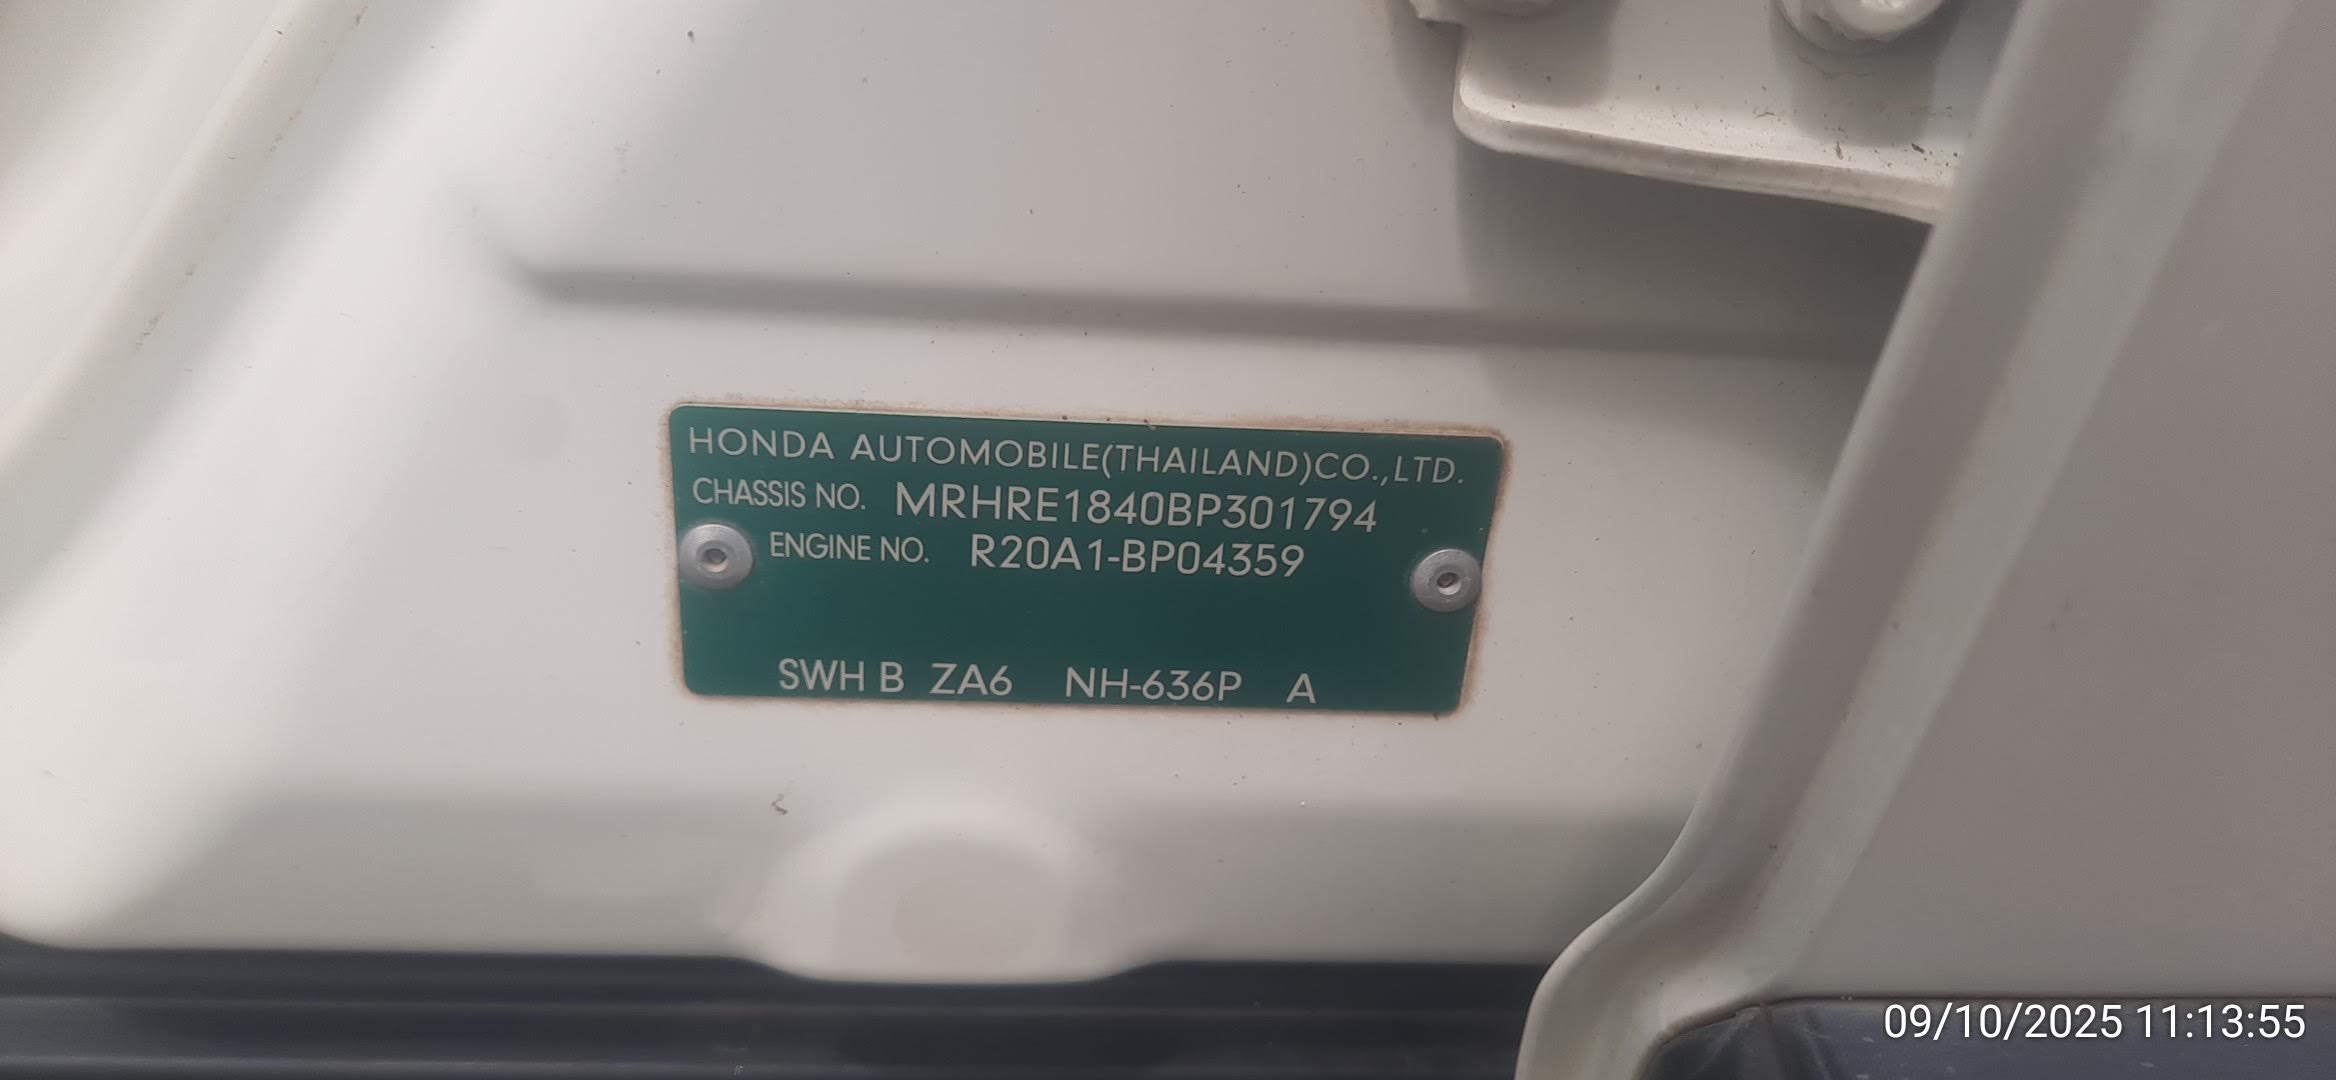 HONDA AUTOMOBILE(THAILAND)CO.,LTD.
CHASSIS NO. MRHRE1840BP301794
ENGINE NO. R20A1-BP04359
SWH B ZA6 NH-636P A
09/10/2025 11:13:55